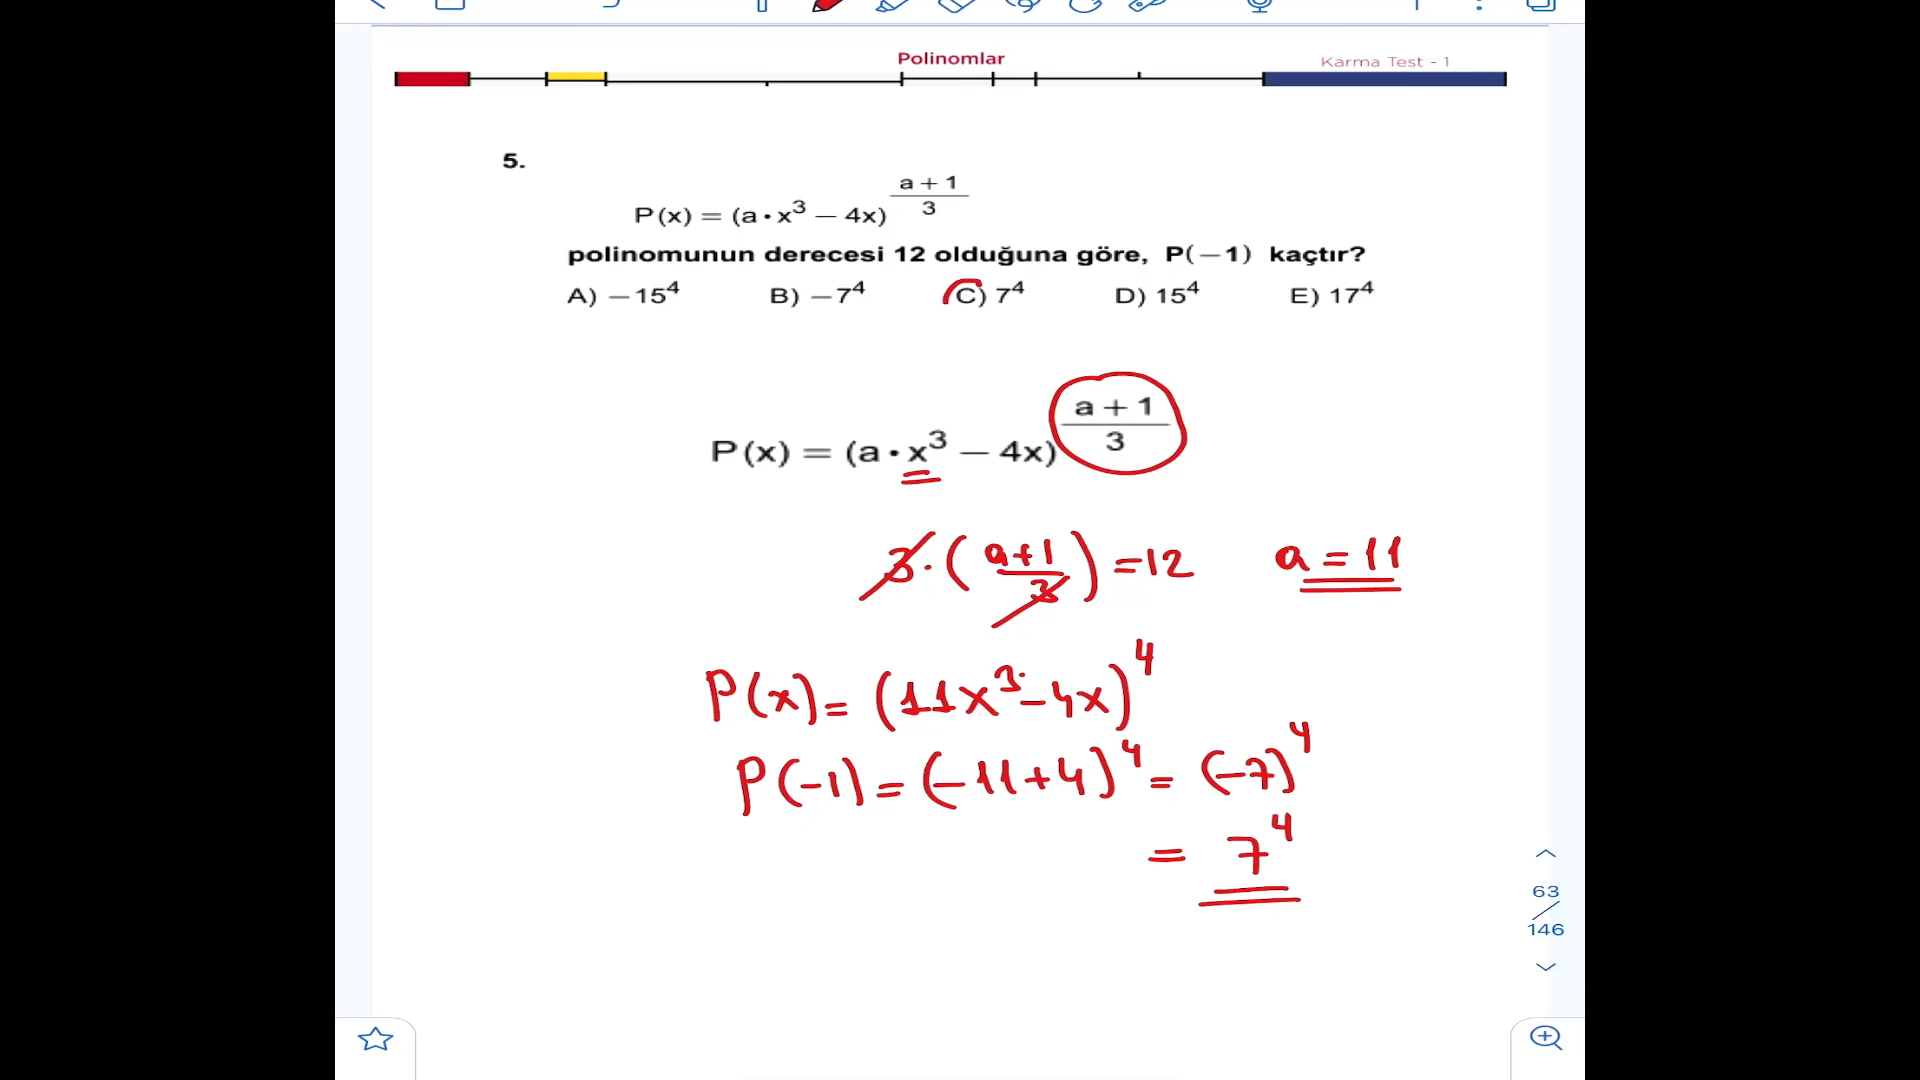 Polinomlar
Karma Test - 1
5.
P(x) = (a · x³ – 4x)^((a + 1)/3)
polinomunun derecesi 12 olduğuna göre, P(–1) kaçtır?
A) –15⁴ B) –7⁴ C) 7⁴ D) 15⁴ E) 17⁴
P(x) = (a · x³ – 4x)^((a + 1)/3)
3·((a+1)/3) = 12 a = 11
P(x) = (11x³ - 4x)⁴
P(-1) = (-11+4)⁴ = (-7)⁴
= 7⁴
63
146